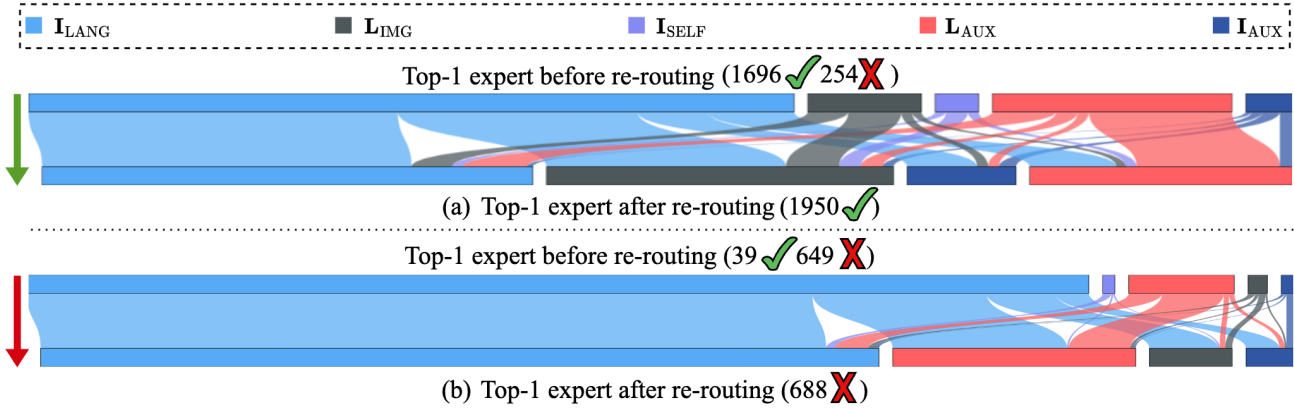 I_LANG L_IMG I_SELF L_AUX I_AUX
Top-1 expert before re-routing (1696 ✓ 254 ✗)
(a) Top-1 expert after re-routing (1950 ✓)
Top-1 expert before re-routing (39 ✓ 649 ✗)
(b) Top-1 expert after re-routing (688 ✗)